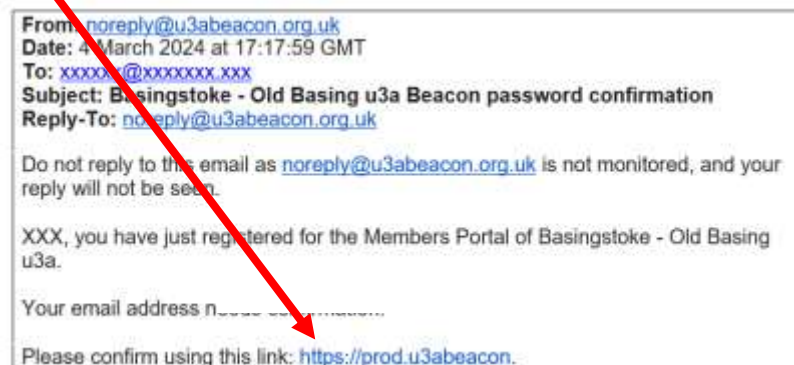 From: noreply@u3abeacon.org.uk
Date: 4 March 2024 at 17:17:59 GMT
To: xxxxxx@xxxxxxx.xxx
Subject: Basingstoke - Old Basing u3a Beacon password confirmation
Reply-To: noreply@u3abeacon.org.uk
Do not reply to this email as noreply@u3abeacon.org.uk is not monitored, and your
reply will not be seen.
XXX, you have just registered for the Members Portal of Basingstoke - Old Basing
u3a.
Your email address
Please confirm using this link: https://prod.u3abeacon.